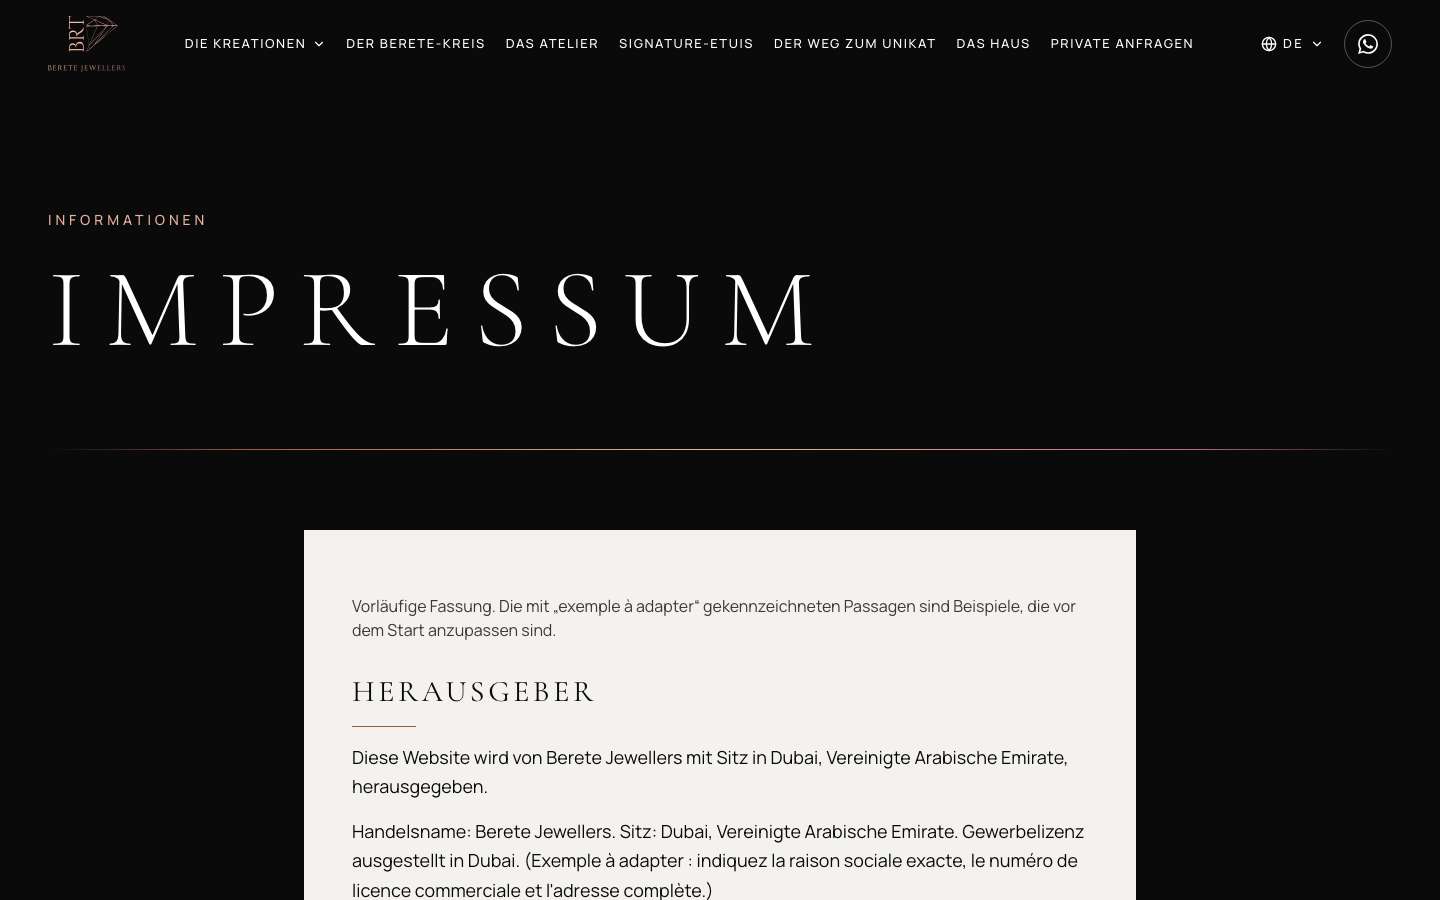 BRT
BERETE JEWELLERS
DIE KREATIONEN
DER BERETE-KREIS
DAS ATELIER
SIGNATURE-ETUIS
DER WEG ZUM UNIKAT
DAS HAUS
PRIVATE ANFRAGEN
DE
INFORMATIONEN
IMPRESSUM
Vorläufige Fassung. Die mit „exemple à adapter“ gekennzeichneten Passagen sind Beispiele, die vor
dem Start anzupassen sind.
HERAUSGEBER
Diese Website wird von Berete Jewellers mit Sitz in Dubai, Vereinigte Arabische Emirate,
herausgegeben.
Handelsname: Berete Jewellers. Sitz: Dubai, Vereinigte Arabische Emirate. Gewerbelizenz
ausgestellt in Dubai. (Exemple à adapter : indiquez la raison sociale exacte, le numéro de
licence commerciale et l'adresse complète.)